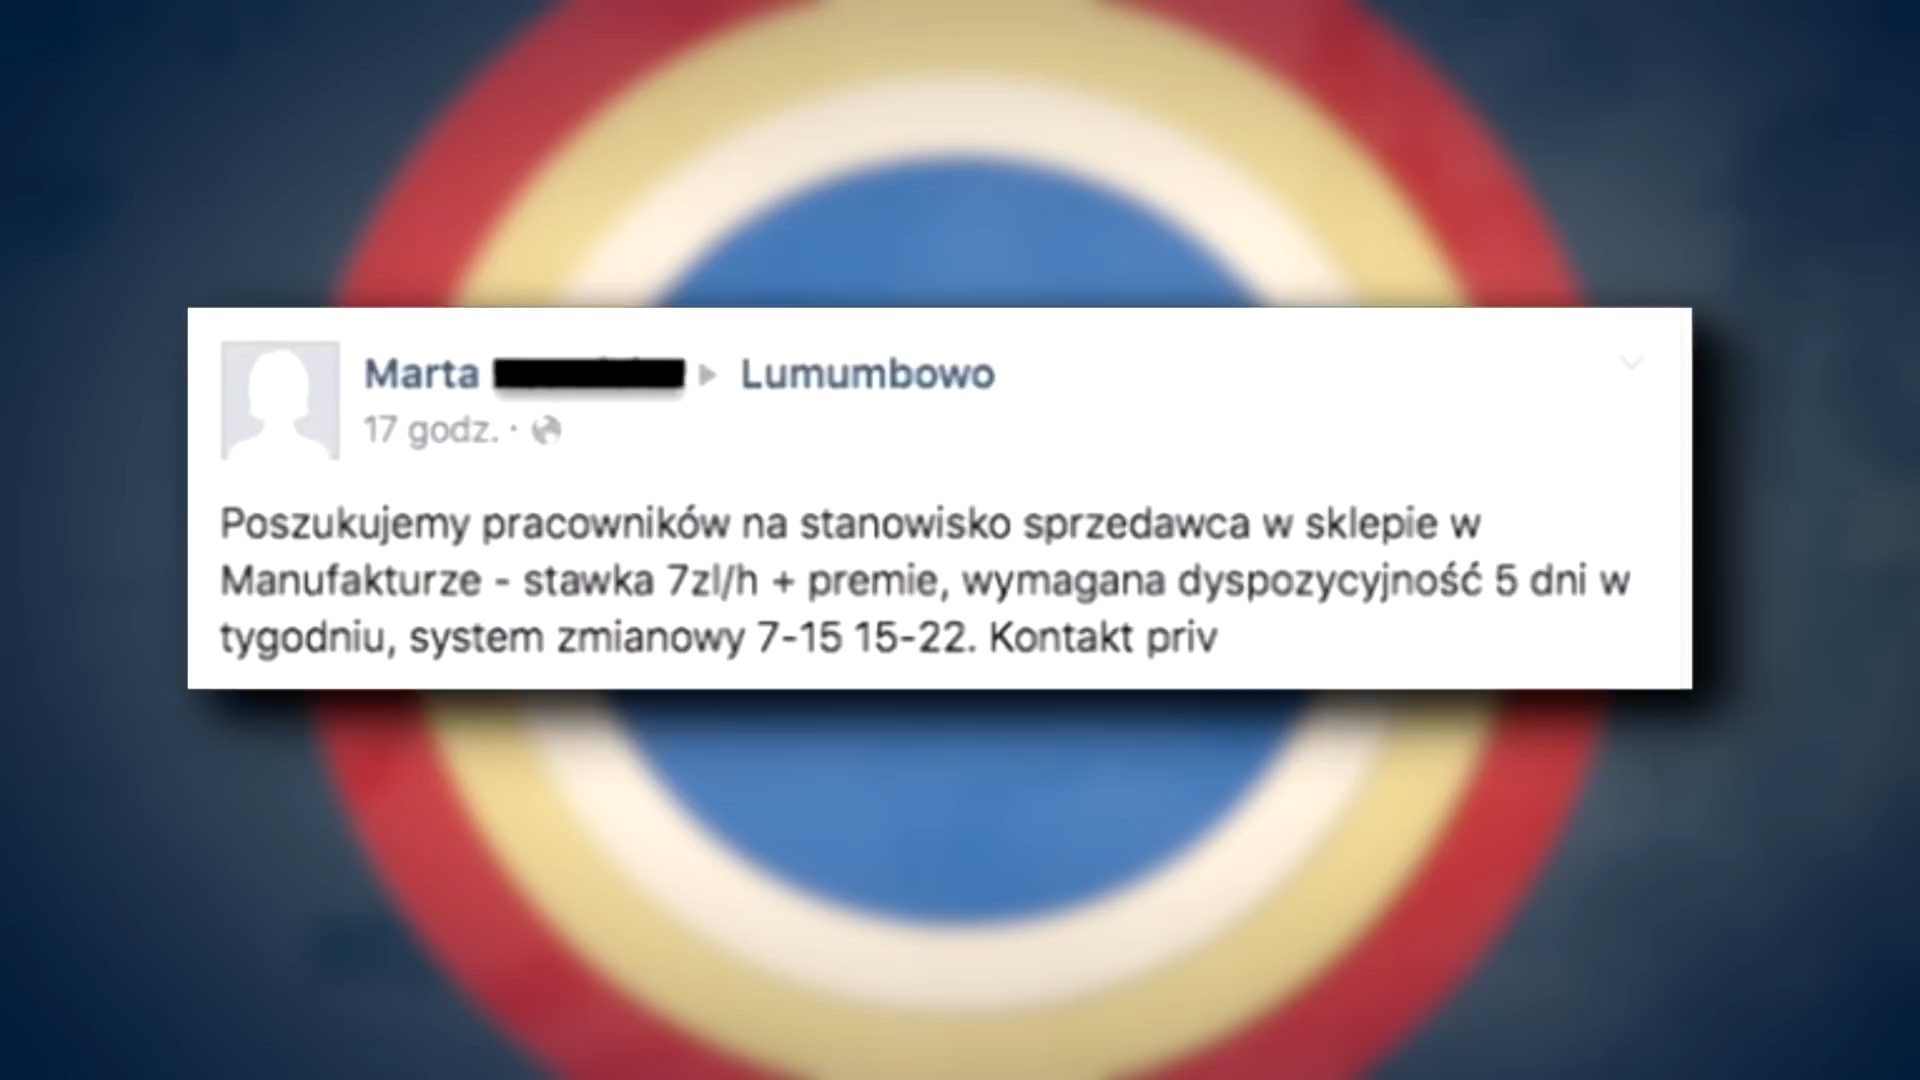 Marta Lumumbowo
17 godz.
Poszukujemy pracowników na stanowisko sprzedawca w sklepie w
Manufakturze - stawka 7zl/h + premie, wymagana dyspozycyjność 5 dni w
tygodniu, system zmianowy 7-15 15-22. Kontakt priv